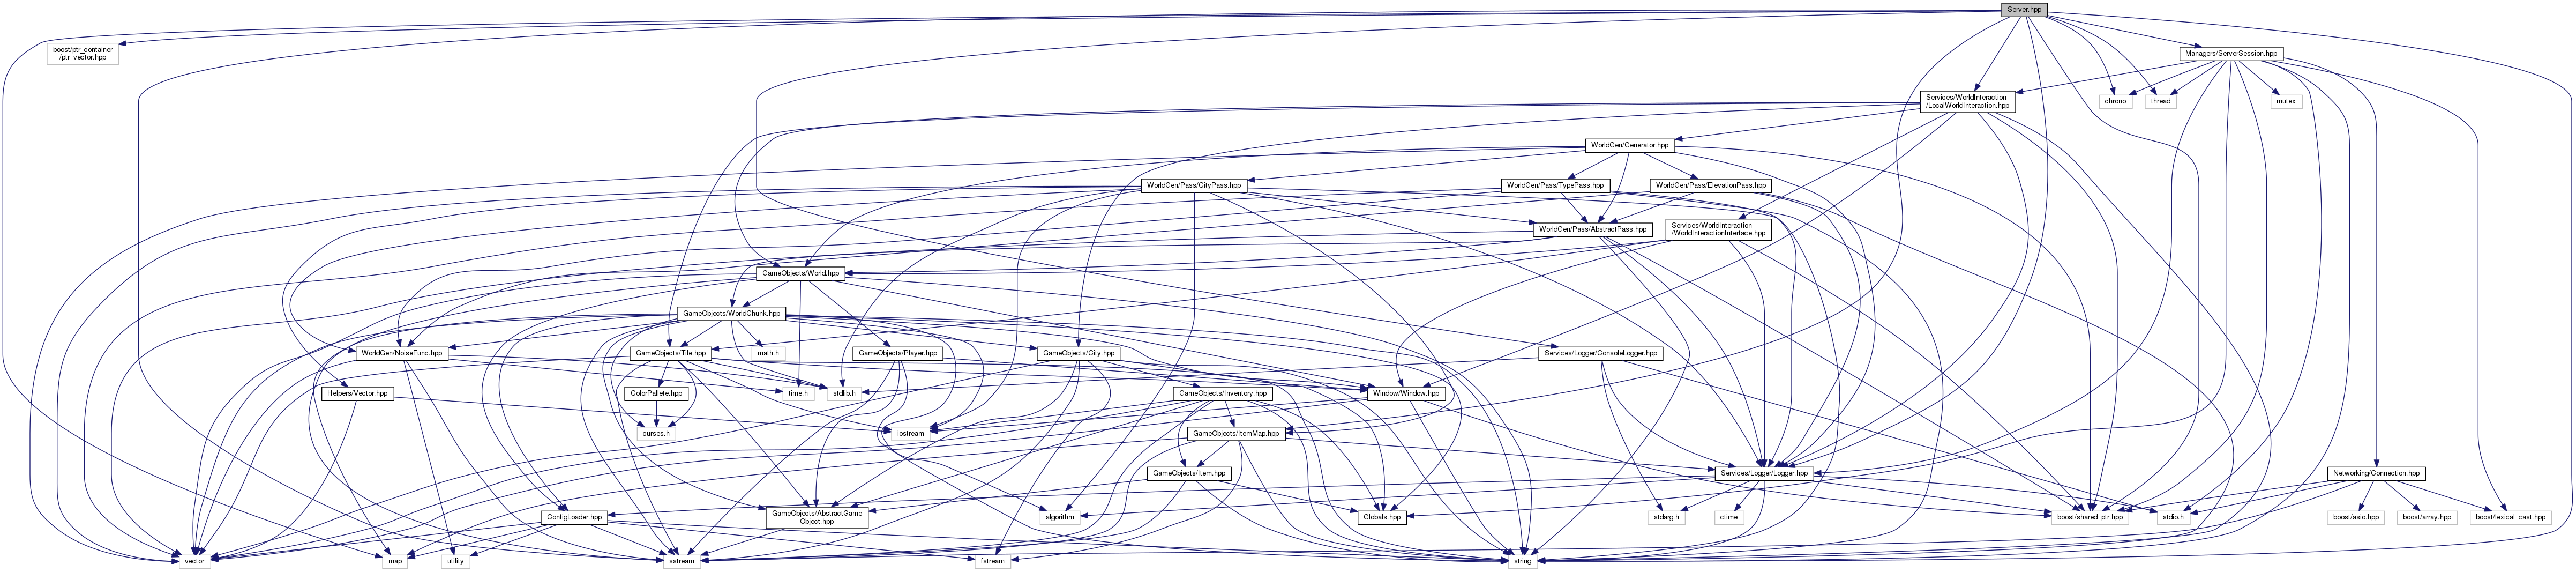 Server.hpp
boost/ptr_container
/ptr_vector.hpp
Managers/ServerSession.hpp
Services/WorldInteraction
/LocalWorldInteraction.hpp
chrono
thread
mutex
WorldGen/Generator.hpp
WorldGen/Pass/CityPass.hpp
WorldGen/Pass/TypePass.hpp
WorldGen/Pass/ElevationPass.hpp
WorldGen/Pass/AbstractPass.hpp
Services/WorldInteraction
/WorldInteractionInterface.hpp
GameObjects/World.hpp
GameObjects/WorldChunk.hpp
WorldGen/NoiseFunc.hpp
GameObjects/Tile.hpp
math.h
GameObjects/Player.hpp
GameObjects/City.hpp
Services/Logger/ConsoleLogger.hpp
Helpers/Vector.hpp
ColorPallete.hpp
time.h
stdlib.h
GameObjects/Inventory.hpp
Window/Window.hpp
curses.h
iostream
GameObjects/ItemMap.hpp
GameObjects/Item.hpp
Services/Logger/Logger.hpp
Networking/Connection.hpp
ConfigLoader.hpp
GameObjects/AbstractGame
Object.hpp
algorithm
Globals.hpp
stdarg.h
ctime
boost/shared_ptr.hpp
stdio.h
boost/asio.hpp
boost/array.hpp
boost/lexical_cast.hpp
vector
map
utility
sstream
fstream
string